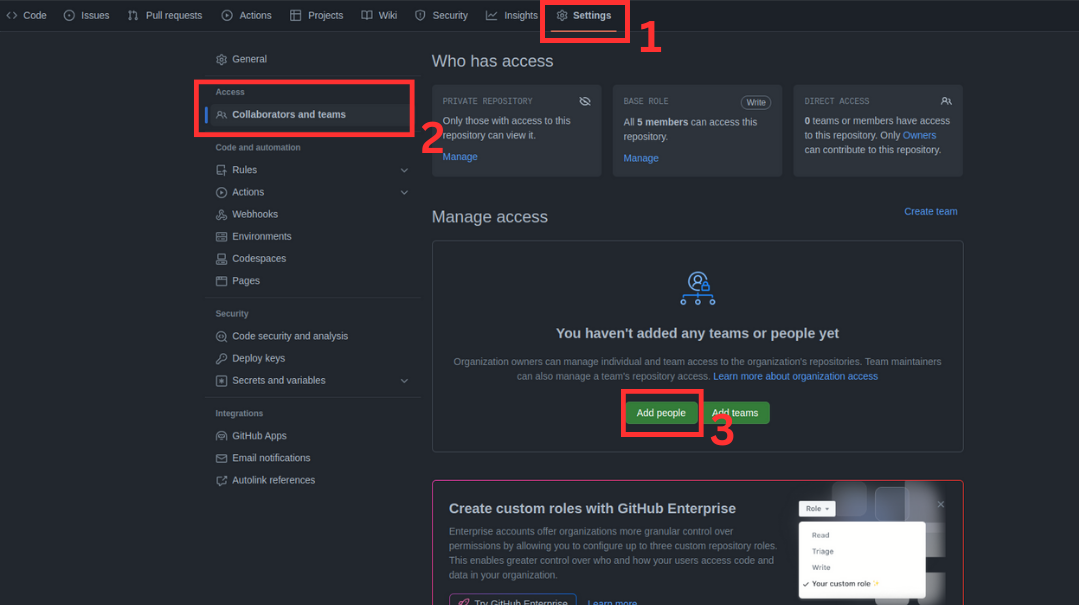 Code
Issues
Pull requests
Actions
Projects
Wiki
Security
Insights
Settings
1
General
Access
Collaborators and teams
2
Code and automation
Rules
Actions
Webhooks
Environments
Codespaces
Pages
Security
Code security and analysis
Deploy keys
Secrets and variables
Integrations
GitHub Apps
Email notifications
Autolink references
Who has access
PRIVATE REPOSITORY
Only those with access to this
repository can view it.
Manage
BASE ROLE
Write
All 5 members can access this
repository.
Manage
DIRECT ACCESS
0 teams or members have access
to this repository. Only Owners
can contribute to this repository.
Manage access
Create team
You haven't added any teams or people yet
Organization owners can manage individual and team access to the organization's repositories. Team maintainers
can also manage a team's repository access. Learn more about organization access
Add people
Add teams
3
Create custom roles with GitHub Enterprise
Enterprise accounts offer organizations more granular control over
permissions by allowing you to configure up to three custom repository roles.
This enables greater control over who and how your users access code and
data in your organization.
Try GitHub Enterprise
Learn more
Role
Read
Triage
Write
Your custom role